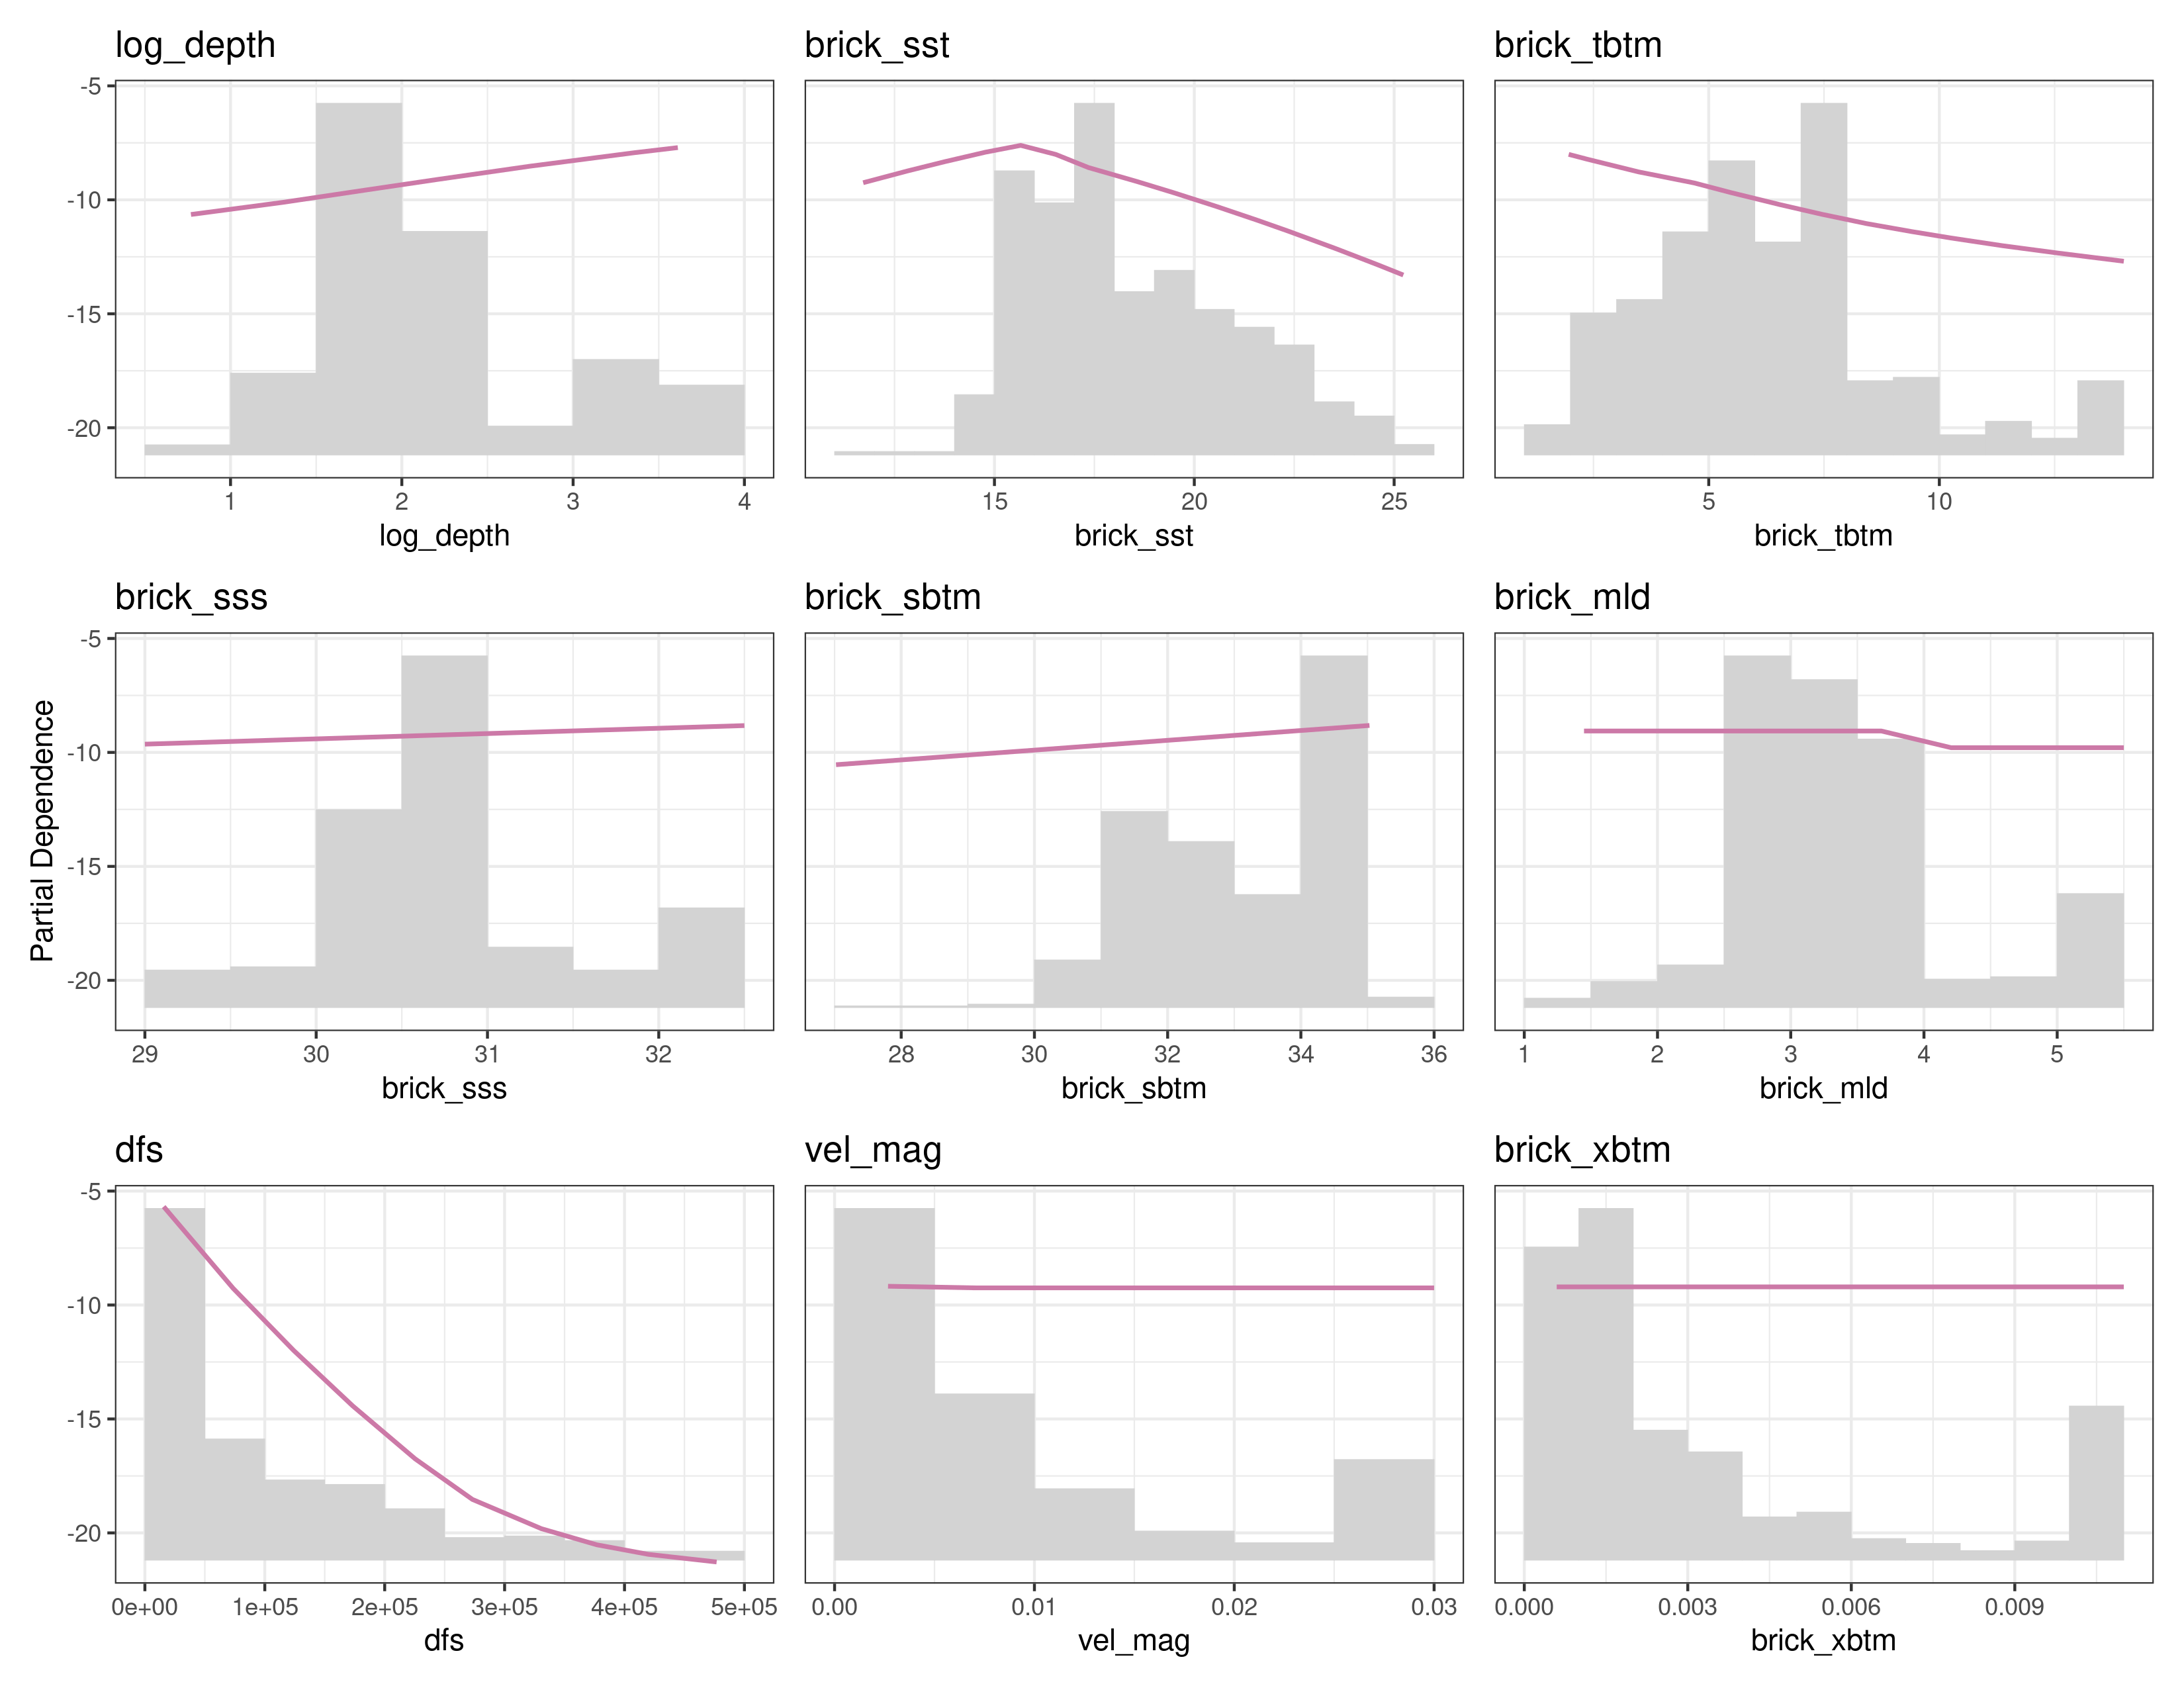 log_depth
brick_sst
brick_tbtm
-5
-10
-15
-20
1 2 3 4
15 20 25
5 10
log_depth
brick_sst
brick_tbtm
brick_sss
brick_sbtm
brick_mld
Partial Dependence
-5
-10
-15
-20
29 30 31 32
28 30 32 34 36
1 2 3 4 5
brick_sss
brick_sbtm
brick_mld
dfs
vel_mag
brick_xbtm
-5
-10
-15
-20
0e+00 1e+05 2e+05 3e+05 4e+05 5e+05
0.00 0.01 0.02 0.03
0.000 0.003 0.006 0.009
dfs
vel_mag
brick_xbtm